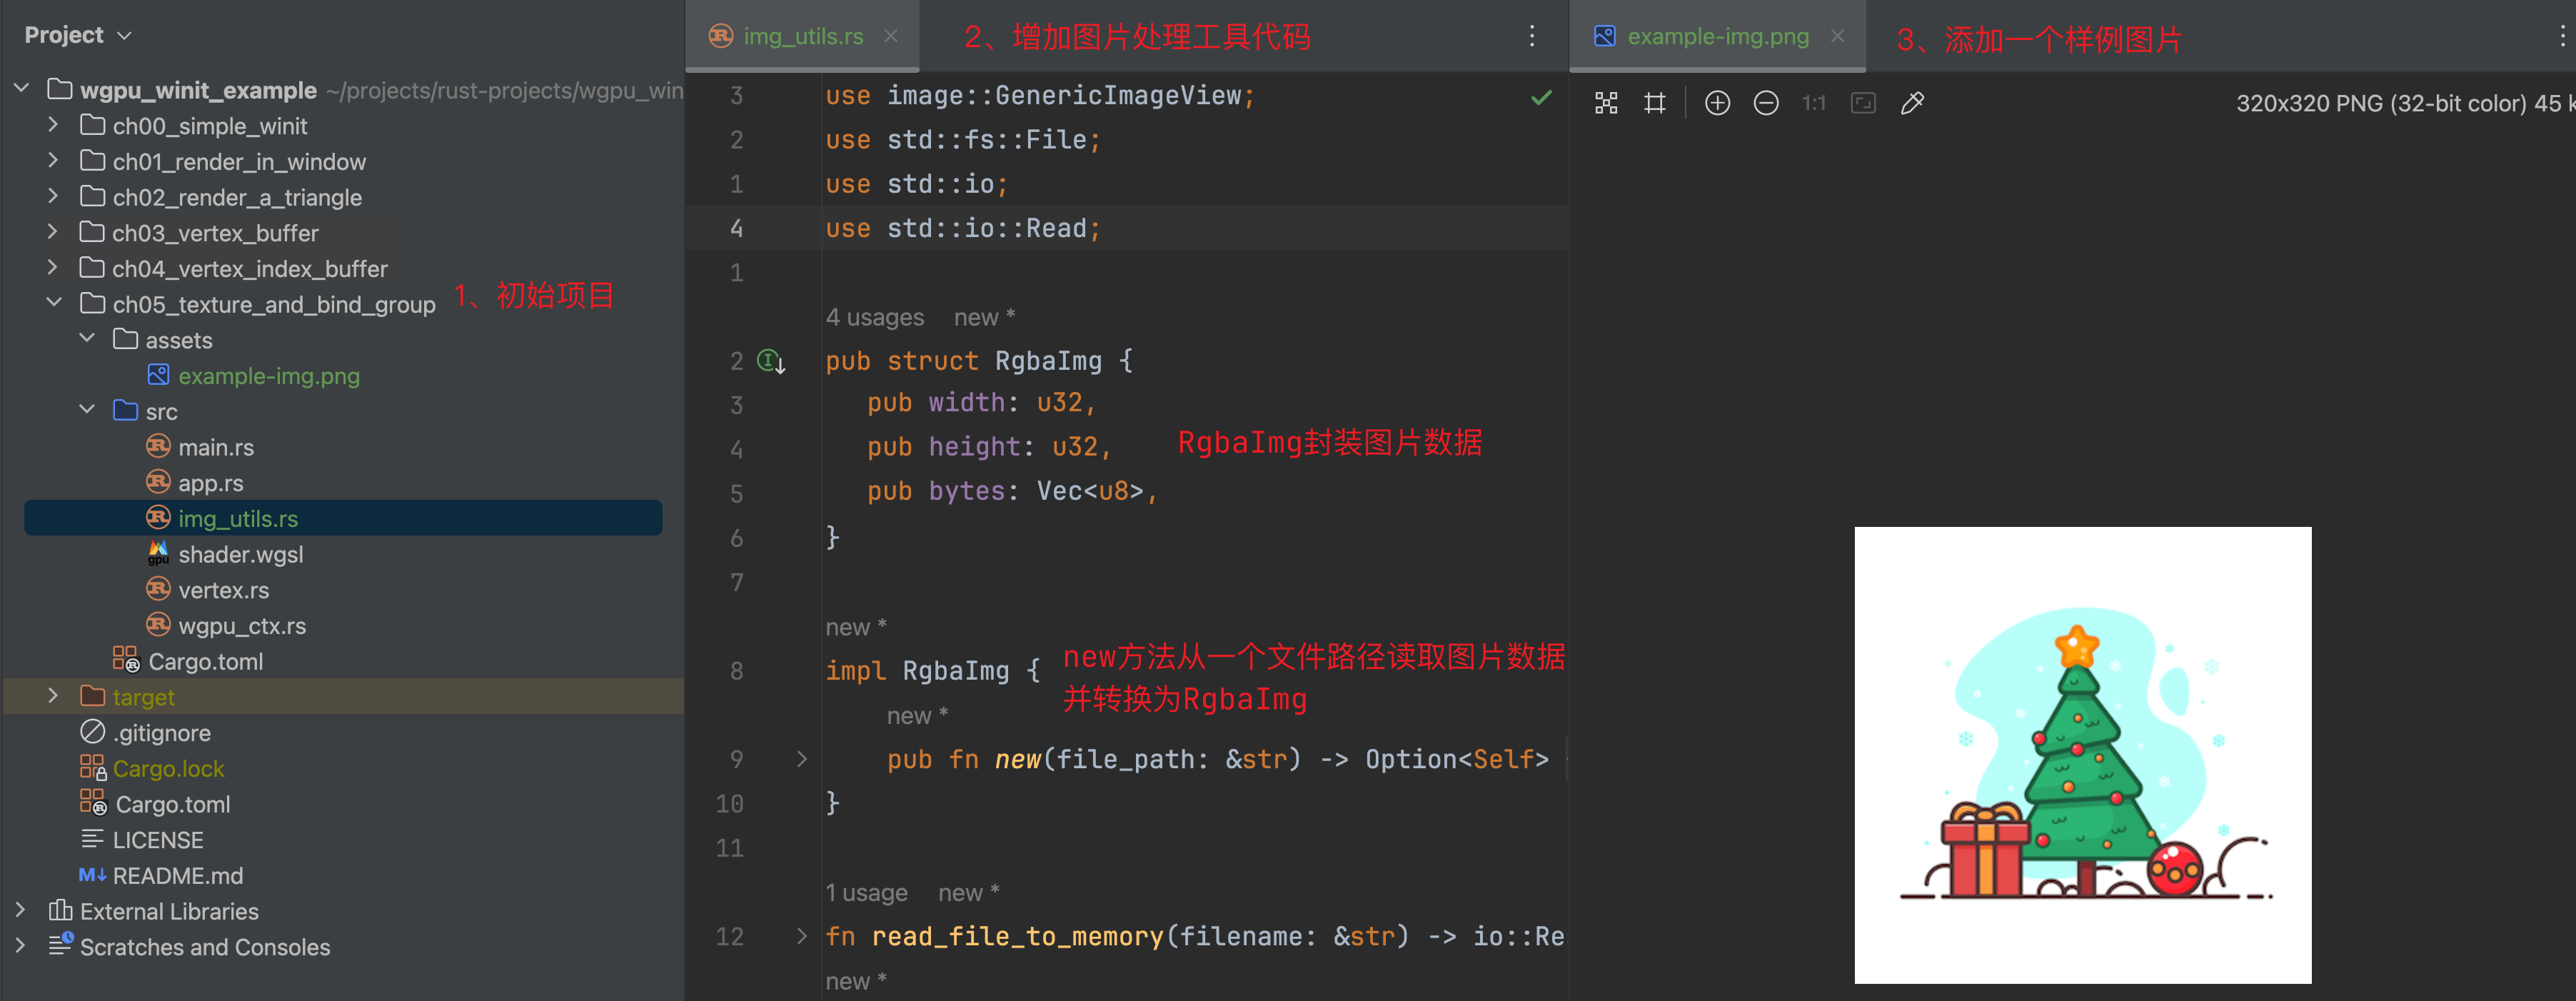 Project
wgpu_winit_example ~/projects/rust-projects/wgpu_win
ch00_simple_winit
ch01_render_in_window
ch02_render_a_triangle
ch03_vertex_buffer
ch04_vertex_index_buffer
ch05_texture_and_bind_group
1、初始项目
assets
example-img.png
src
main.rs
app.rs
img_utils.rs
shader.wgsl
vertex.rs
wgpu_ctx.rs
Cargo.toml
target
.gitignore
Cargo.lock
Cargo.toml
LICENSE
README.md
External Libraries
Scratches and Consoles
img_utils.rs
2、增加图片处理工具代码
3 use image::GenericImageView;
2 use std::fs::File;
1 use std::io;
4 use std::io::Read;
1
4 usages new *
2 pub struct RgbaImg {
3 pub width: u32,
4 pub height: u32,
RgbaImg封装图片数据
5 pub bytes: Vec<u8>,
6 }
7
new *
8 impl RgbaImg {
new方法从一个文件路径读取图片数据
并转换为RgbaImg
new *
9 pub fn new(file_path: &str) -> Option<Self>
10 }
11
1 usage new *
12 fn read_file_to_memory(filename: &str) -> io::Re
new *
example-img.png
3、添加一个样例图片
1:1
320x320 PNG (32-bit color) 45 k